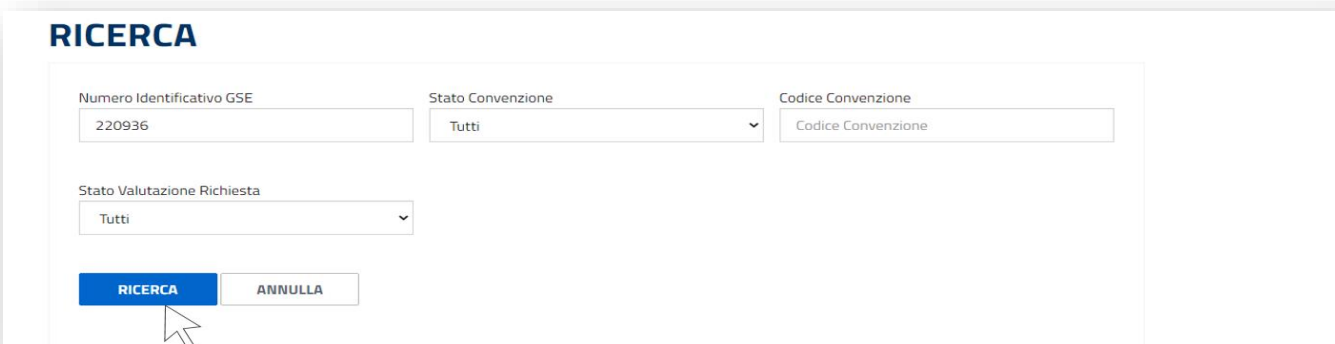 RICERCA
Numero Identificativo GSE
Stato Convenzione
Codice Convenzione
220936
Tutti
Codice Convenzione
Stato Valutazione Richiesta
Tutti
RICERCA
ANNULLA